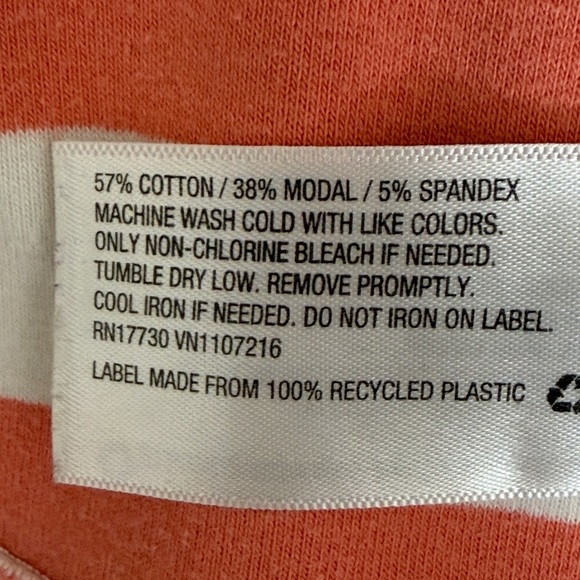 57% COTTON / 38% MODAL / 5% SPANDEX
MACHINE WASH COLD WITH LIKE COLORS.
ONLY NON-CHLORINE BLEACH IF NEEDED.
TUMBLE DRY LOW. REMOVE PROMPTLY.
COOL IRON IF NEEDED. DO NOT IRON ON LABEL.
RN17730 VN1107216
LABEL MADE FROM 100% RECYCLED PLASTIC